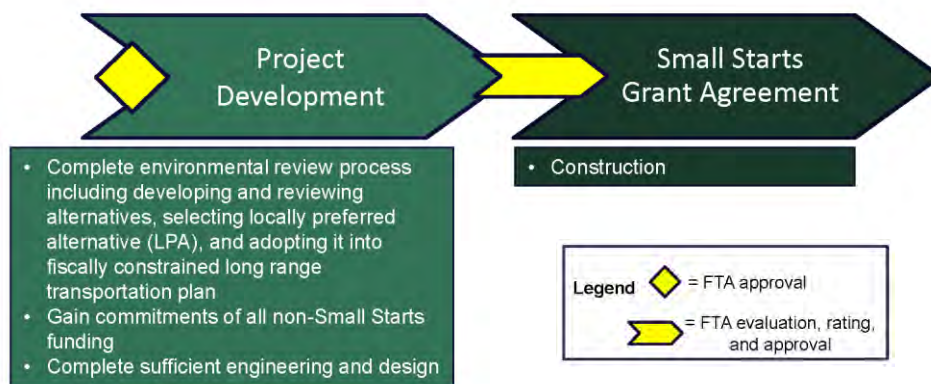 Project
Development
Small Starts
Grant Agreement
• Complete environmental review process
including developing and reviewing
alternatives, selecting locally preferred
alternative (LPA), and adopting it into
fiscally constrained long range
transportation plan
• Gain commitments of all non-Small Starts
funding
• Complete sufficient engineering and design
• Construction
Legend
= FTA approval
= FTA evaluation, rating,
and approval